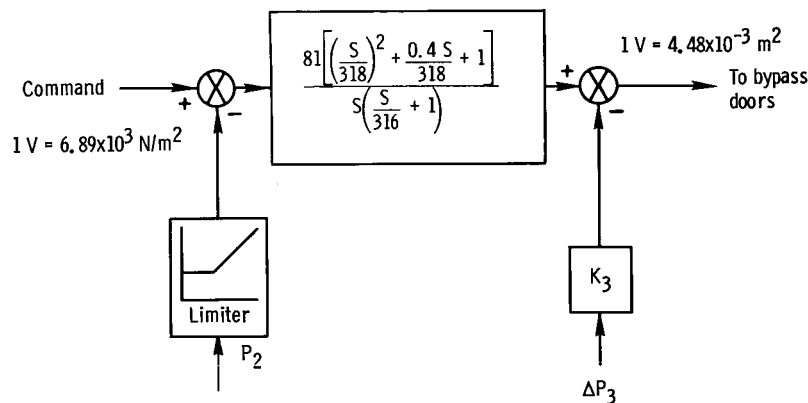 1 V = 4.48x10⁻³ m²
81[(S/318)² + 0.4 S/318 + 1]
S(S/316 + 1)
Command
+
-
+
-
To bypass
doors
1 V = 6.89x10³ N/m²
Limiter
K₃
P₂
ΔP₃